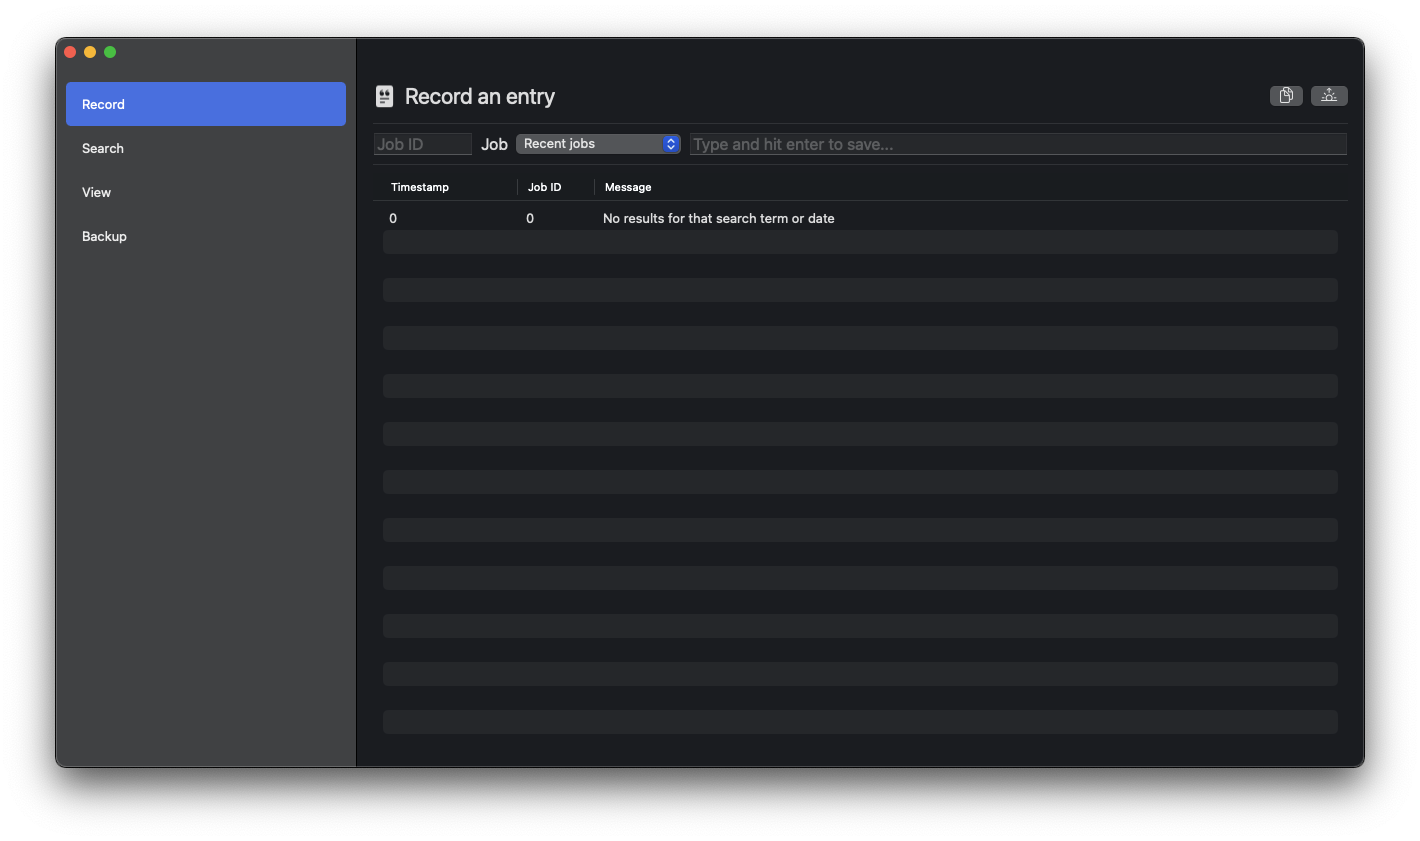 Record
Search
View
Backup
Record an entry
Job ID Job Recent jobs Type and hit enter to save...
Timestamp Job ID Message
0 0 No results for that search term or date